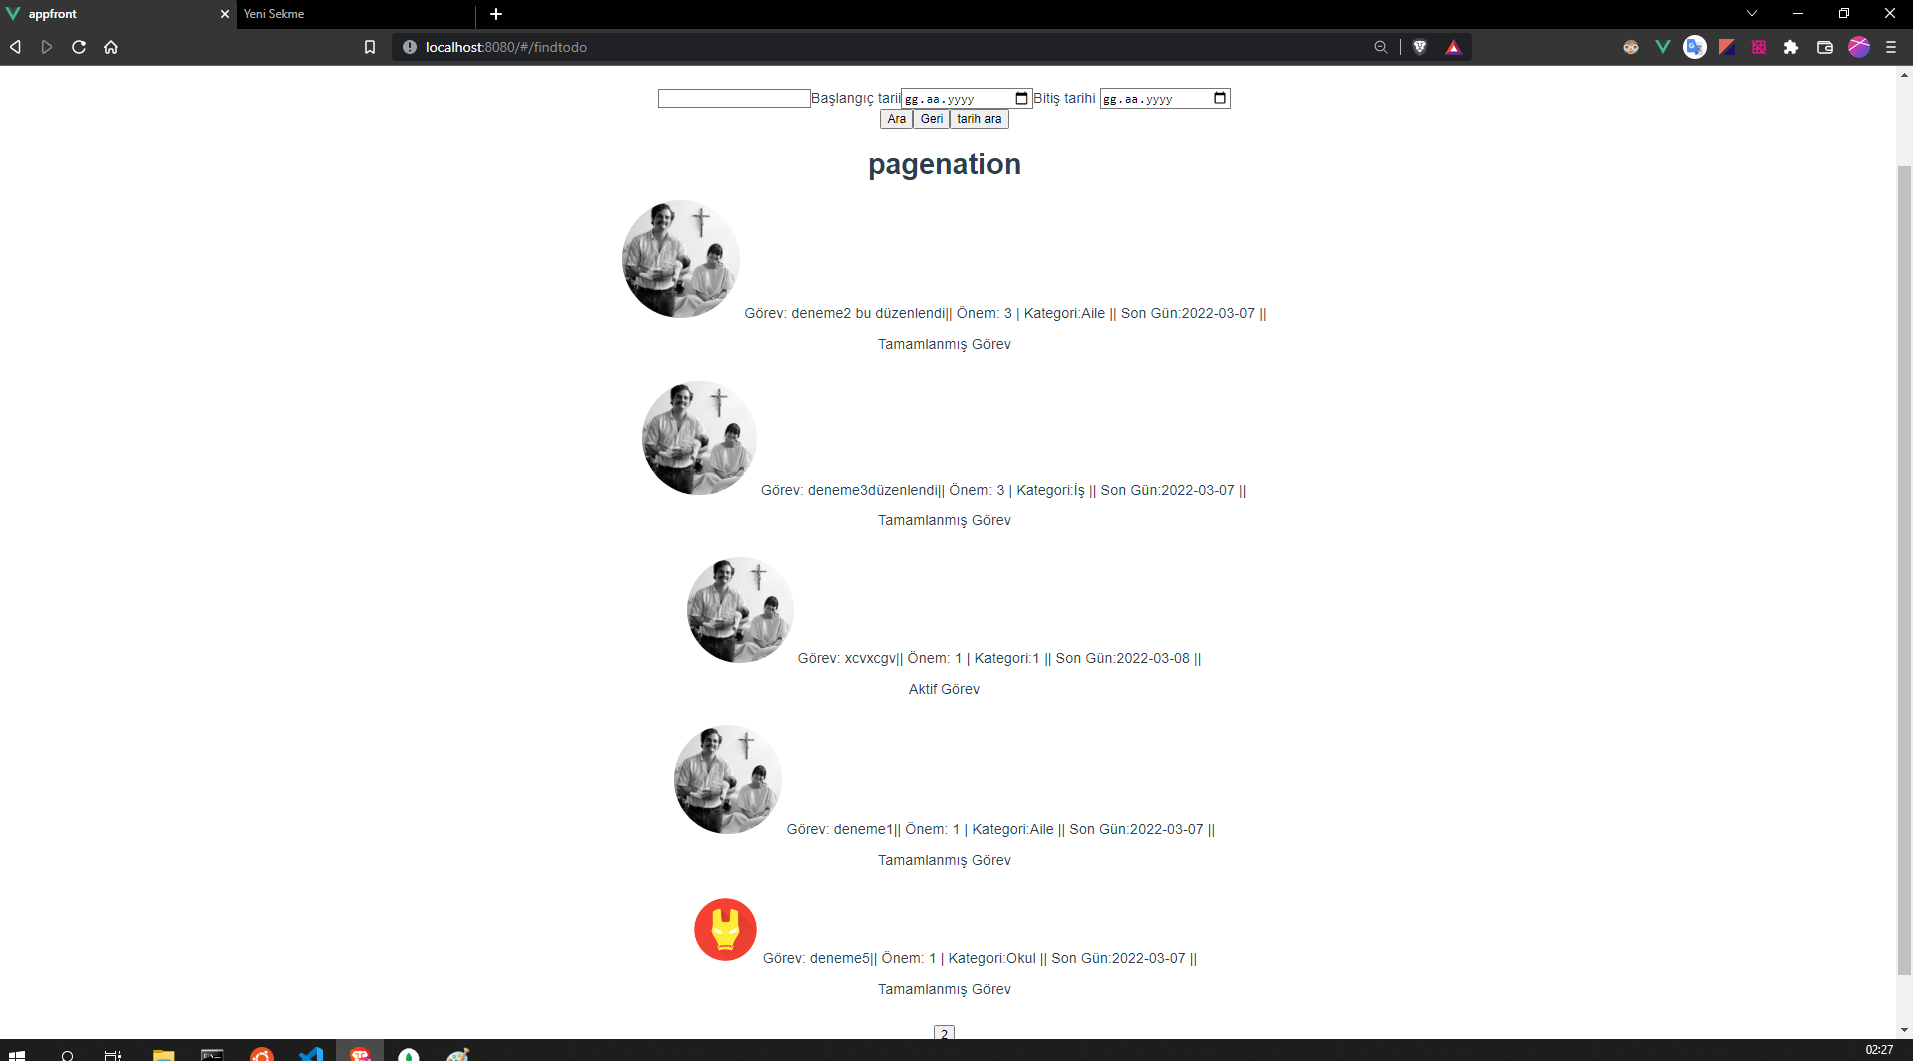 appfront
Yeni Sekme
localhost:8080/#/findtodo
Başlangıç tarii gg.aa.yyyy Bitiş tarihi gg.aa.yyyy
Ara Geri tarih ara
pagenation
Görev: deneme2 bu düzenlendi|| Önem: 3 | Kategori:Aile || Son Gün:2022-03-07 ||
Tamamlanmış Görev
Görev: deneme3düzenlendi|| Önem: 3 | Kategori:İş || Son Gün:2022-03-07 ||
Tamamlanmış Görev
Görev: xcvxcgv|| Önem: 1 | Kategori:1 || Son Gün:2022-03-08 ||
Aktif Görev
Görev: deneme1|| Önem: 1 | Kategori:Aile || Son Gün:2022-03-07 ||
Tamamlanmış Görev
Görev: deneme5|| Önem: 1 | Kategori:Okul || Son Gün:2022-03-07 ||
Tamamlanmış Görev
2
02:27